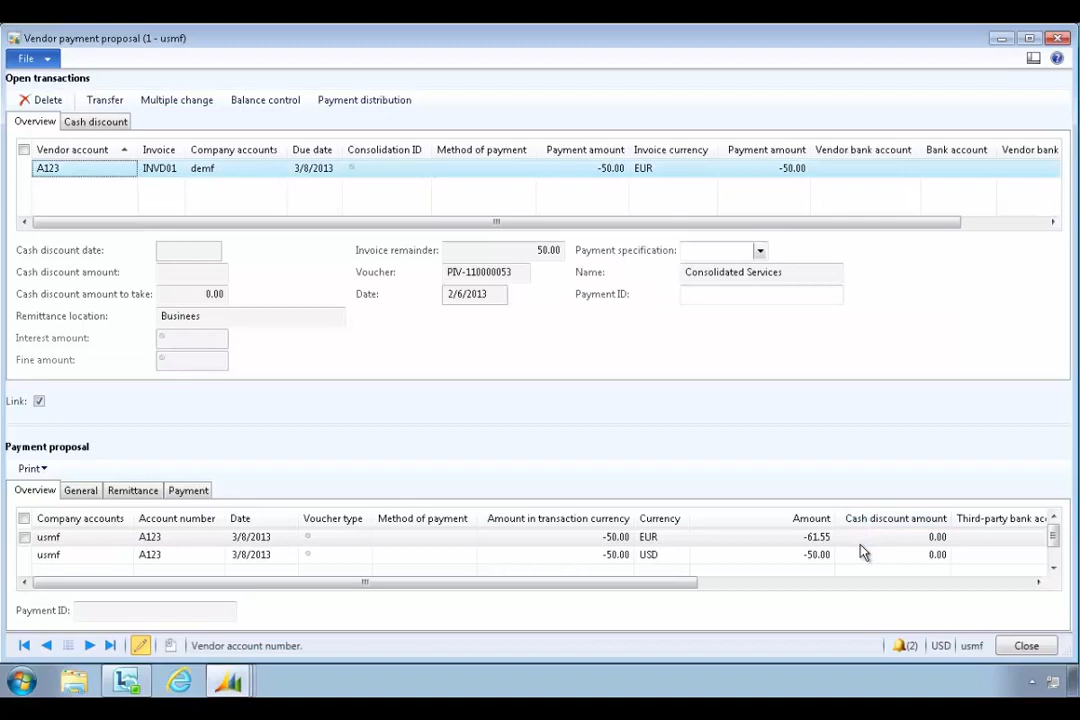 Vendor payment proposal (1 - usmf)
File
Open transactions
Delete Transfer Multiple change Balance control Payment distribution
Overview Cash discount
Vendor account Invoice Company accounts Due date Consolidation ID Method of payment Payment amount Invoice currency Payment amount Vendor bank account Bank account Vendor bank
A123 INVD01 demf 3/8/2013 -50.00 EUR -50.00
Cash discount date: Invoice remainder: 50.00 Payment specification:
Cash discount amount: Voucher: PIV-110000053 Name: Consolidated Services
Cash discount amount to take: 0.00 Date: 2/6/2013 Payment ID:
Remittance location: Businees
Interest amount:
Fine amount:
Link:
Payment proposal
Print
Overview General Remittance Payment
Company accounts Account number Date Voucher type Method of payment Amount in transaction currency Currency Amount Cash discount amount Third-party bank acc
usmf A123 3/8/2013 -50.00 EUR -61.55 0.00
usmf A123 3/8/2013 -50.00 USD -50.00 0.00
Payment ID:
Vendor account number. (2) USD usmf Close